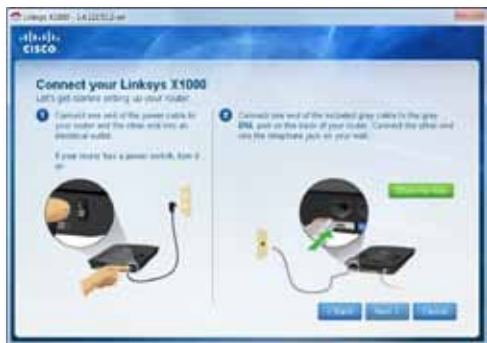 CISCO
Connect your Linksys X1000
Let's get started setting up your router.
1 Connect one end of the power cable to
your router and the other end into an
electrical outlet.
If your router has a power switch, turn it
on.
2 Connect one end of the included gray cable to the gray
DSL port on the back of your router. Connect the other end
into the telephone jack on your wall.
< Back
Next >
Cancel